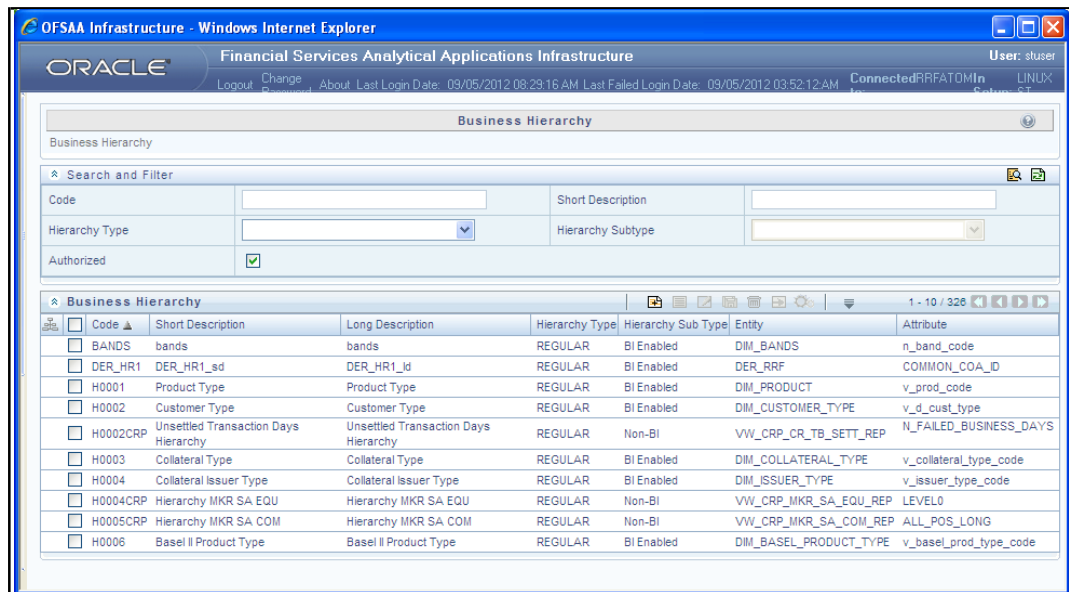 OFSAA Infrastructure - Windows Internet Explorer
ORACLE
Financial Services Analytical Applications Infrastructure
User: stuser
Logout Change About Last Login Date: 09/05/2012 08:29:16 AM Last Failed Login Date: 09/05/2012 03:52:12:AM Connected RRFATOM In LINUX
Business Hierarchy
Business Hierarchy
Search and Filter
Code Short Description
Hierarchy Type Hierarchy Subtype
Authorized
Business Hierarchy 1 - 10 / 326
Code Short Description Long Description Hierarchy Type Hierarchy Sub Type Entity Attribute
BANDS bands bands REGULAR BI Enabled DIM_BANDS n_band_code
DER_HR1 DER_HR1_sd DER_HR1_ld REGULAR BI Enabled DER_RRF COMMON_COA_ID
H0001 Product Type Product Type REGULAR BI Enabled DIM_PRODUCT v_prod_code
H0002 Customer Type Customer Type REGULAR BI Enabled DIM_CUSTOMER_TYPE v_d_cust_type
H0002CRP Unsettled Transaction Days Hierarchy Unsettled Transaction Days Hierarchy REGULAR Non-BI VW_CRP_CR_TB_SETT_REP N_FAILED_BUSINESS_DAYS
H0003 Collateral Type Collateral Type REGULAR BI Enabled DIM_COLLATERAL_TYPE v_collateral_type_code
H0004 Collateral Issuer Type Collateral Issuer Type REGULAR BI Enabled DIM_ISSUER_TYPE v_issuer_type_code
H0004CRP Hierarchy MKR SA EQU Hierarchy MKR SA EQU REGULAR Non-BI VW_CRP_MKR_SA_EQU_REP LEVEL0
H0005CRP Hierarchy MKR SA COM Hierarchy MKR SA COM REGULAR Non-BI VW_CRP_MKR_SA_COM_REP ALL_POS_LONG
H0006 Basel II Product Type Basel II Product Type REGULAR BI Enabled DIM_BASEL_PRODUCT_TYPE v_basel_prod_type_code